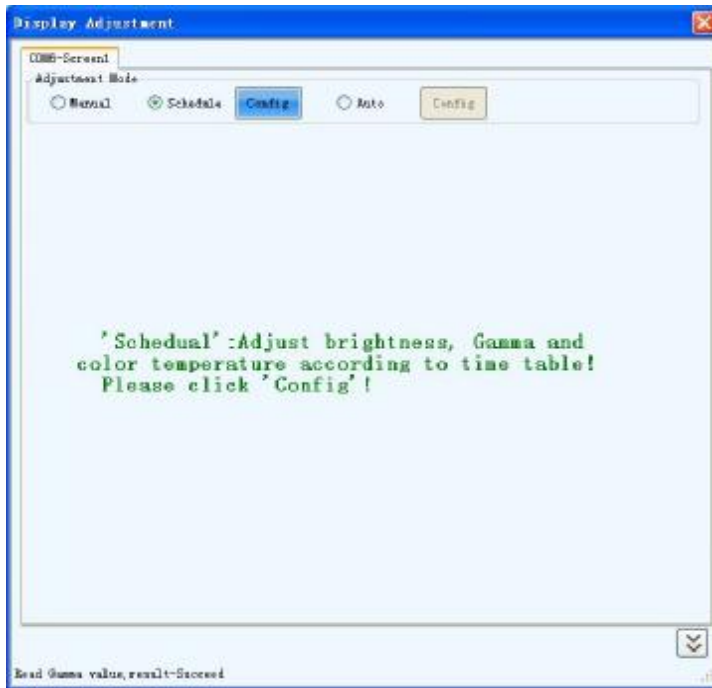 Display Adjustment
COM6-Screen1
Adjustment Mode
Manual Schedule Config Auto Config
'Schedual':Adjust brightness, Gamma and
color temperature according to time table!
Please click 'Config'!
Read Gamma value,result-Succeed